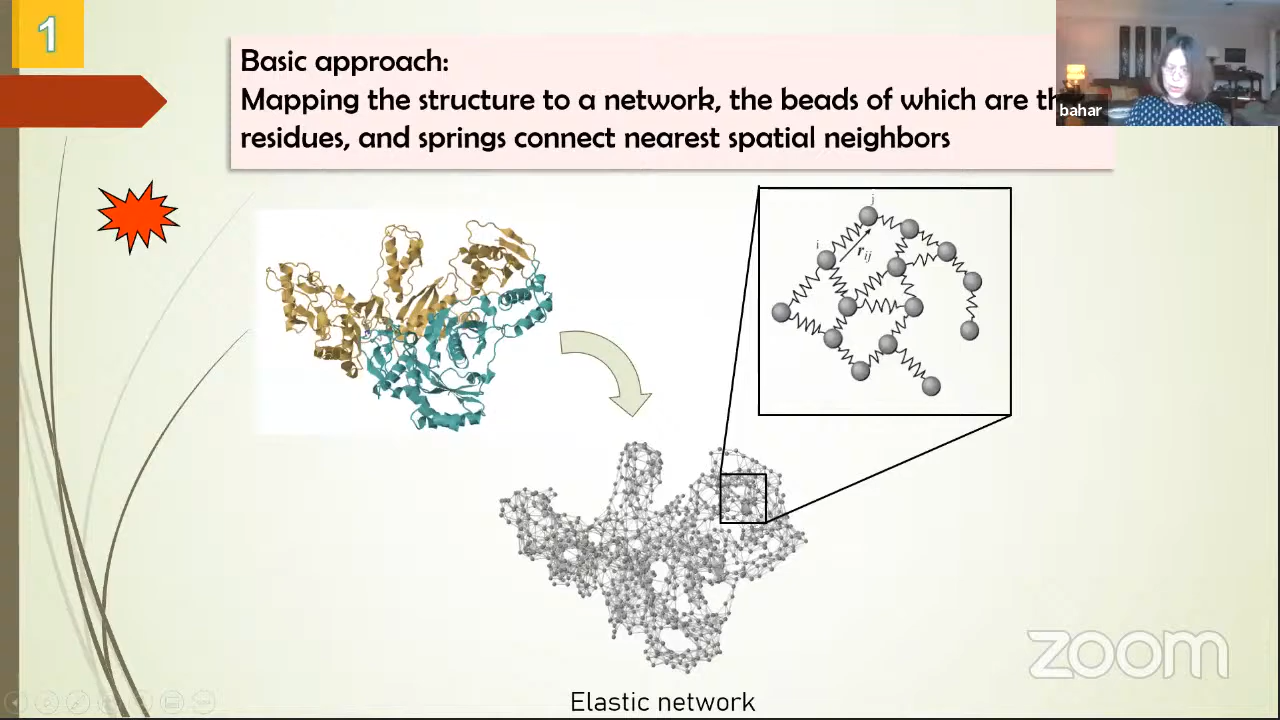 1
Basic approach:
Mapping the structure to a network, the beads of which are th
residues, and springs connect nearest spatial neighbors
bahar
j
i
rij
Elastic network
zoom